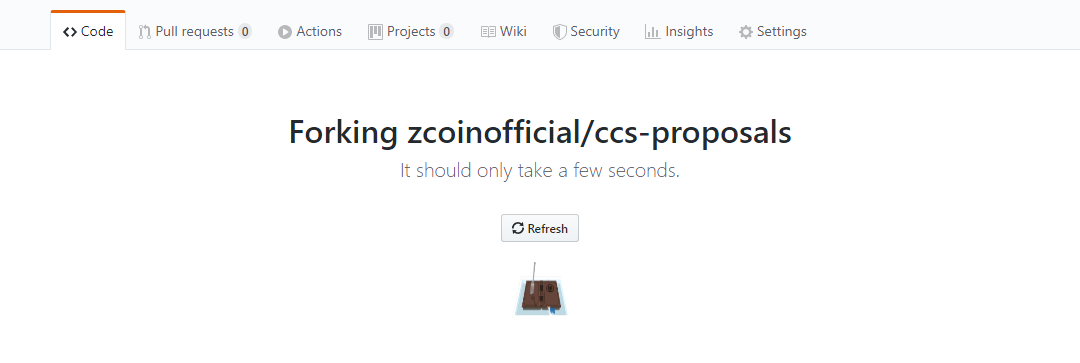 Code Pull requests 0 Actions Projects 0 Wiki Security Insights Settings
Forking zcoinofficial/ccs-proposals
It should only take a few seconds.
Refresh